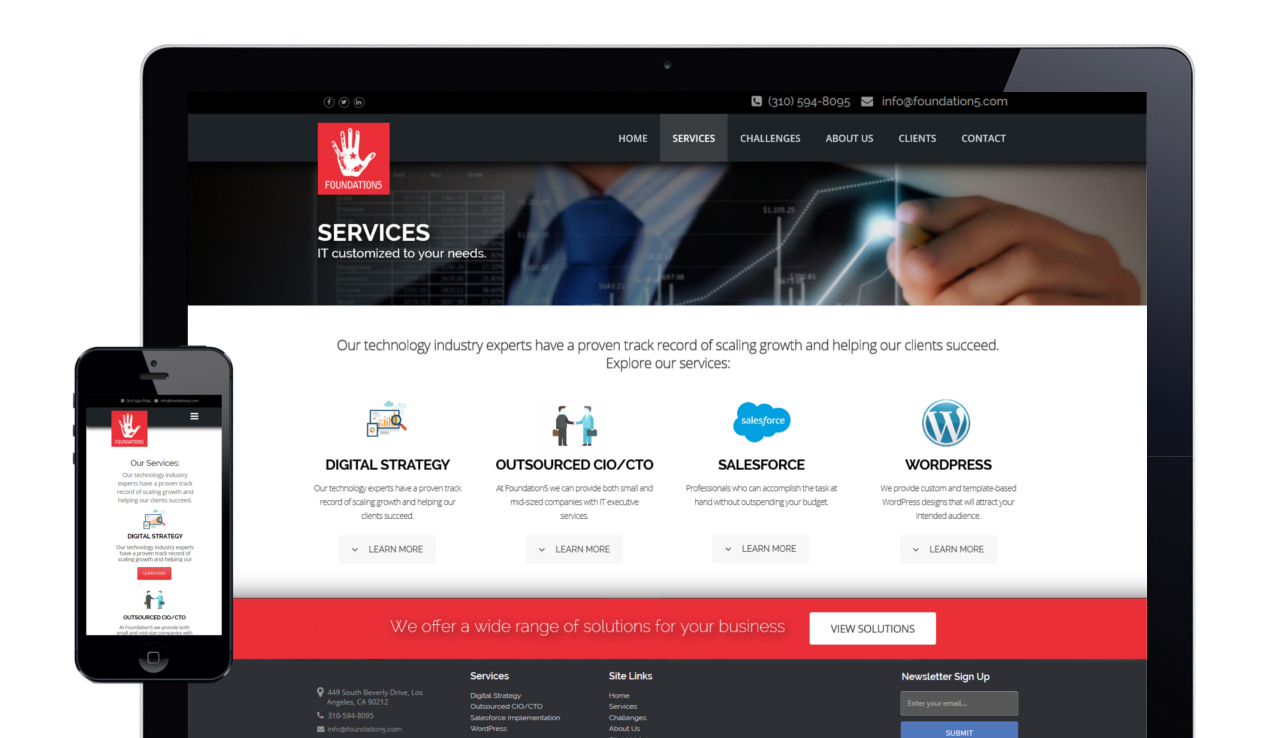 (310) 594-8095 info@foundation5.com
FOUNDATION5
HOME SERVICES CHALLENGES ABOUT US CLIENTS CONTACT
$1,105.25
SERVICES
IT customized to your needs.
Our technology industry experts have a proven track record of scaling growth and helping our clients succeed.
Explore our services:
salesforce
DIGITAL STRATEGY
Our technology experts have a proven track
record of scaling growth and helping our
clients succeed.
LEARN MORE
OUTSOURCED CIO/CTO
At Foundation5 we can provide both small and
mid-sized companies with IT executive
services.
LEARN MORE
SALESFORCE
Professionals who can accomplish the task at
hand without outspending your budget.
LEARN MORE
WORDPRESS
We provide custom and template-based
WordPress designs that will attract your
intended audience.
LEARN MORE
We offer a wide range of solutions for your business
VIEW SOLUTIONS
449 South Beverly Drive, Los
Angeles, CA 90212
310-594-8095
info@foundation5.com
Services
Digital Strategy
Outsourced CIO/CTO
Salesforce Implementation
WordPress
Site Links
Home
Services
Challenges
About Us
Newsletter Sign Up
Enter your email...
SUBMIT
(310) 594-8095 info@foundation5.com
FOUNDATION5
Our Services:
Our technology industry
experts have a proven track
record of scaling growth and
helping our clients succeed.
DIGITAL STRATEGY
Our technology industry experts
have a proven track record of
scaling growth and helping our
LEARN MORE
OUTSOURCED CIO/CTO
At Foundation5 we provide both
small and mid-size companies with